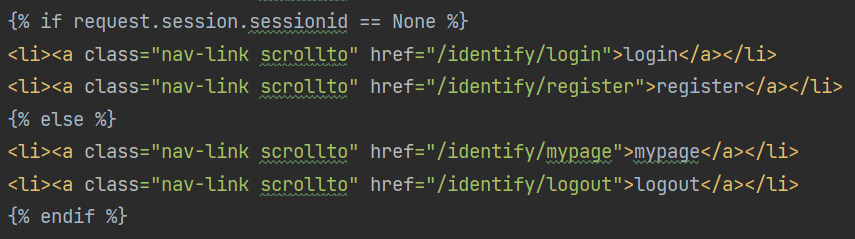 {% if request.session.sessionid == None %}
<li><a class="nav-link scrollto" href="/identify/login">login</a></li>
<li><a class="nav-link scrollto" href="/identify/register">register</a></li>
{% else %}
<li><a class="nav-link scrollto" href="/identify/mypage">mypage</a></li>
<li><a class="nav-link scrollto" href="/identify/logout">logout</a></li>
{% endif %}